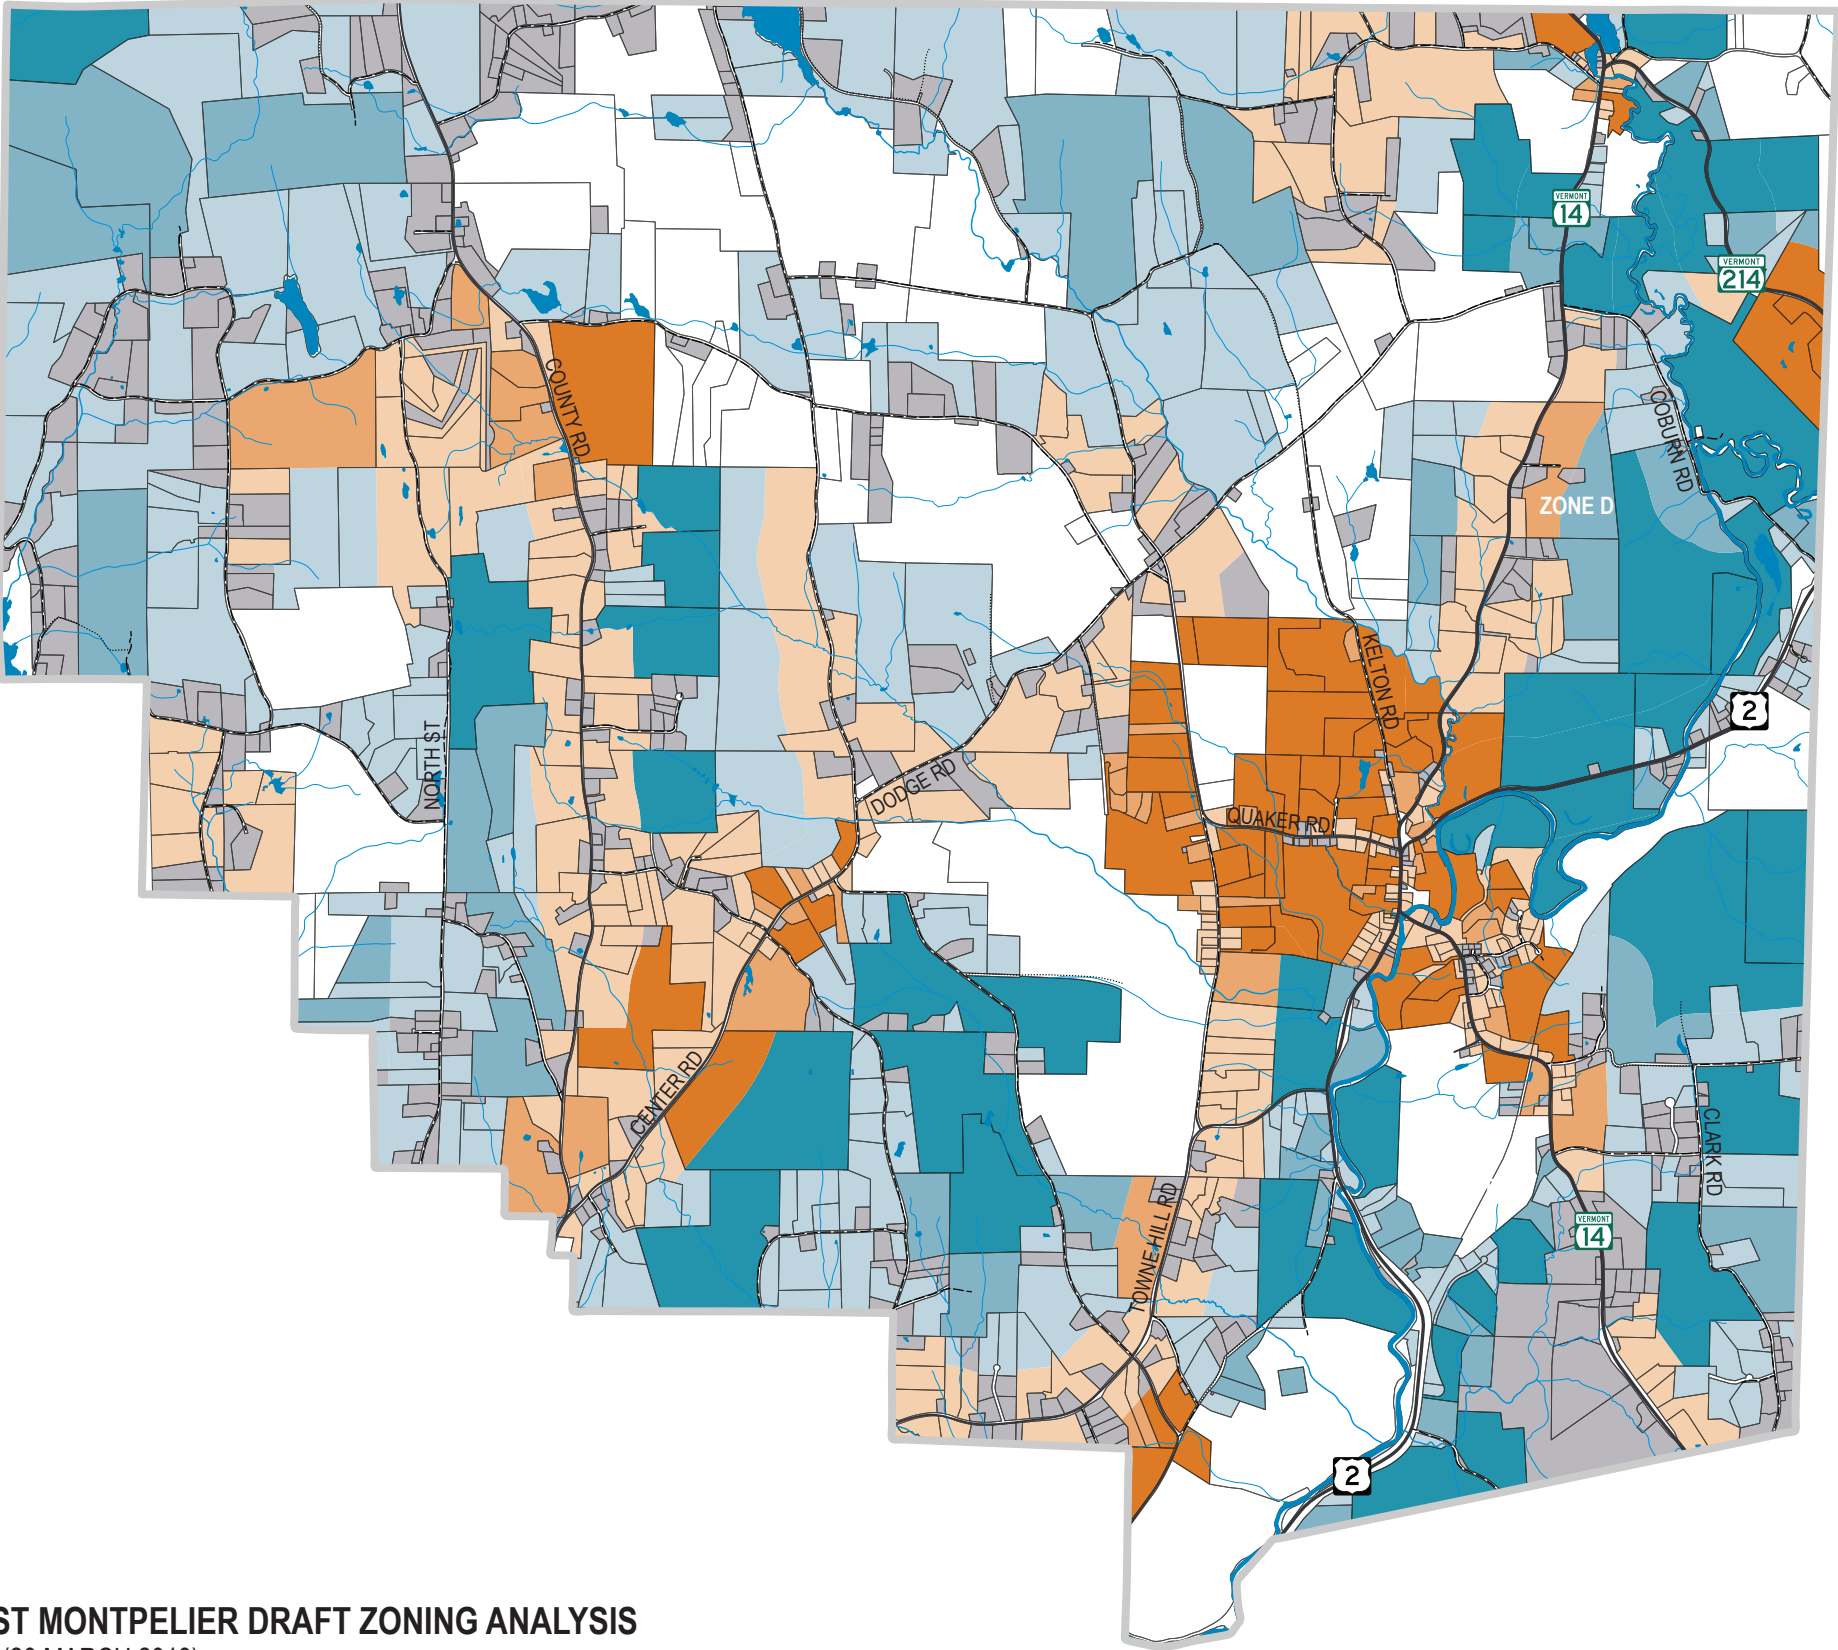 VERMONT
14
VERMONT
214
COUNTY RD
COBURN RD
ZONE D
KELTON RD
2
NORTH ST
DODGE RD
QUAKER RD
CENTER RD
CLARK RD
TOWNE HILL RD
VERMONT
14
2
ST MONTPELIER DRAFT ZONING ANALYSIS